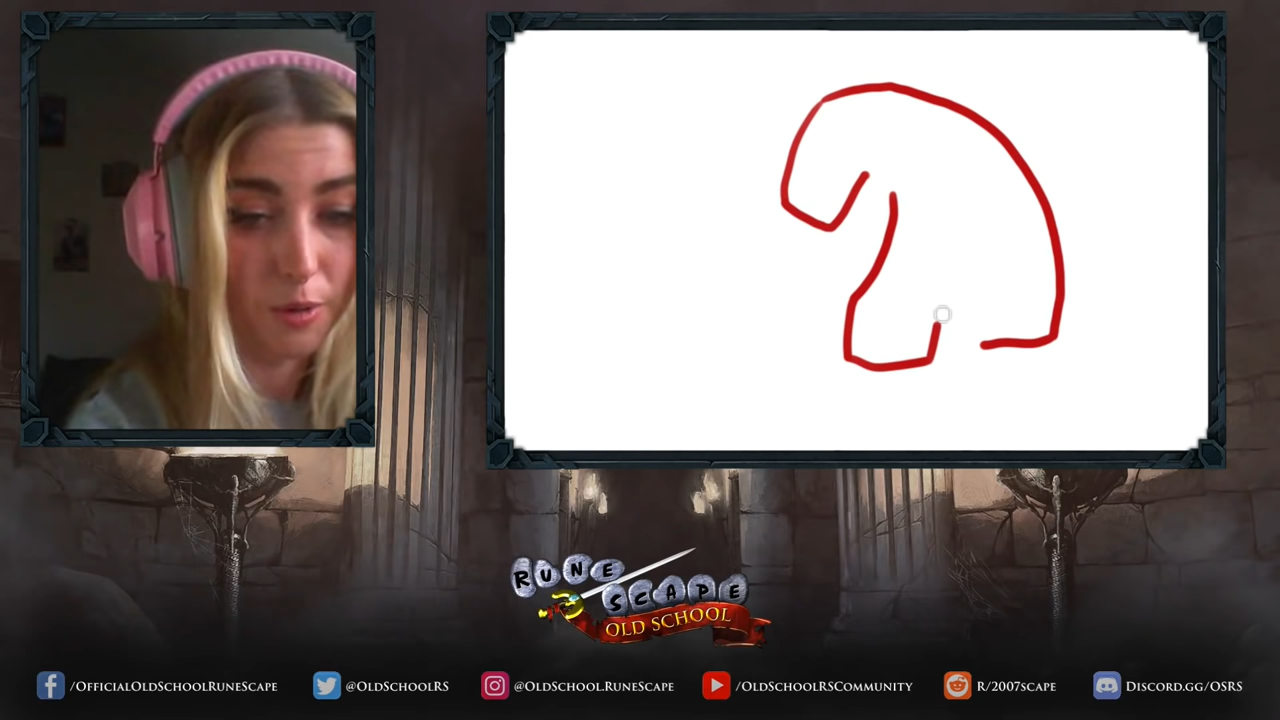 RUNE
SCAPE
OLD SCHOOL
/OFFICIALOLDSCHOOLRUNESCAPE
@OLDSCHOOLRS
@OLDSCHOOL.RUNESCAPE
/OLDSCHOOLRSCOMMUNITY
R/2007SCAPE
DISCORD.GG/OSRS